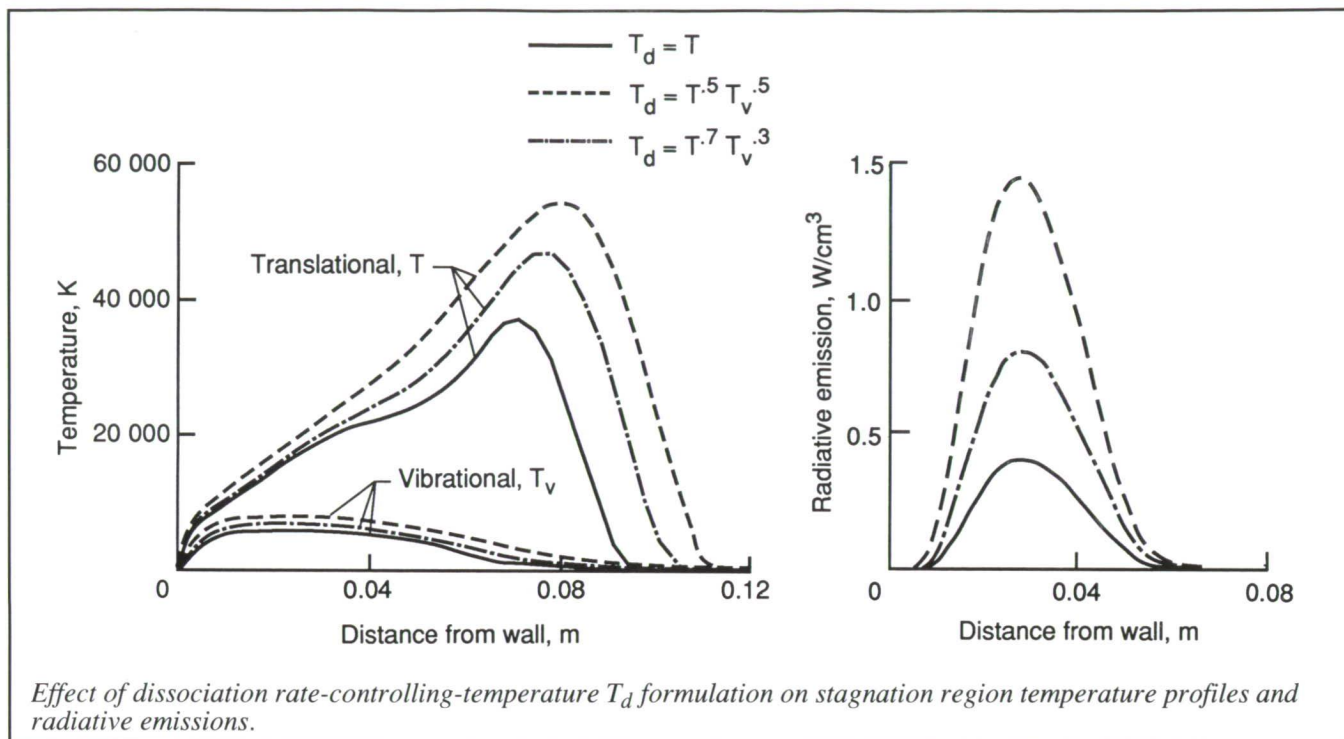 T_d = T
T_d = T^.5 T_v^.5
T_d = T^.7 T_v^.3
60 000
40 000
20 000
Temperature, K
Translational, T
Vibrational, T_v
0
0.04
0.08
0.12
Distance from wall, m
1.5
1.0
0.5
Radiative emission, W/cm³
0
0.04
0.08
Distance from wall, m
Effect of dissociation rate-controlling-temperature T_d formulation on stagnation region temperature profiles and
radiative emissions.